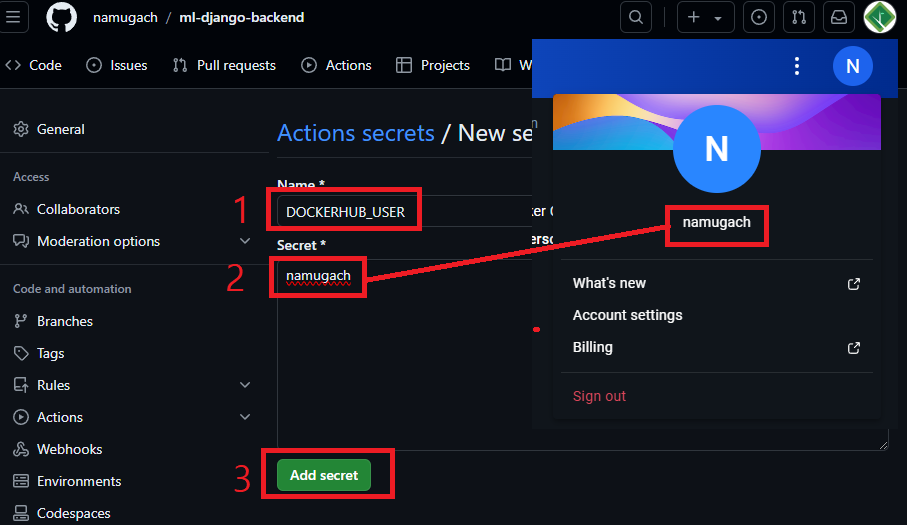 namugach / ml-django-backend
Code Issues Pull requests Actions Projects W
N
General
Actions secrets / New se
n
N
Access
Name *
Collaborators
1 DOCKERHUB_USER
ter
namugach
Moderation options
Secret *
erso
2 namugach
Code and automation
What's new
Branches
Account settings
Tags
Billing
Rules
Sign out
Actions
Webhooks
3 Add secret
Environments
Codespaces